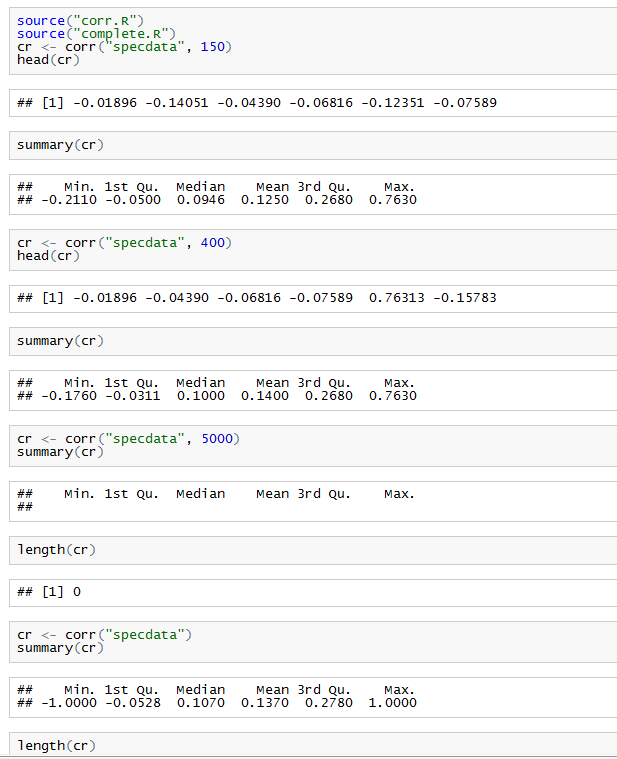 source("corr.R")
source("complete.R")
cr <- corr("specdata", 150)
head(cr)
## [1] -0.01896 -0.14051 -0.04390 -0.06816 -0.12351 -0.07589
summary(cr)
##    Min. 1st Qu.  Median    Mean 3rd Qu.    Max.
## -0.2110 -0.0500  0.0946  0.1250  0.2680  0.7630
cr <- corr("specdata", 400)
head(cr)
## [1] -0.01896 -0.04390 -0.06816 -0.07589  0.76313 -0.15783
summary(cr)
##    Min. 1st Qu.  Median    Mean 3rd Qu.    Max.
## -0.1760 -0.0311  0.1000  0.1400  0.2680  0.7630
cr <- corr("specdata", 5000)
summary(cr)
##    Min. 1st Qu.  Median    Mean 3rd Qu.    Max.
##
length(cr)
## [1] 0
cr <- corr("specdata")
summary(cr)
##    Min. 1st Qu.  Median    Mean 3rd Qu.    Max.
## -1.0000 -0.0528  0.1070  0.1370  0.2780  1.0000
length(cr)